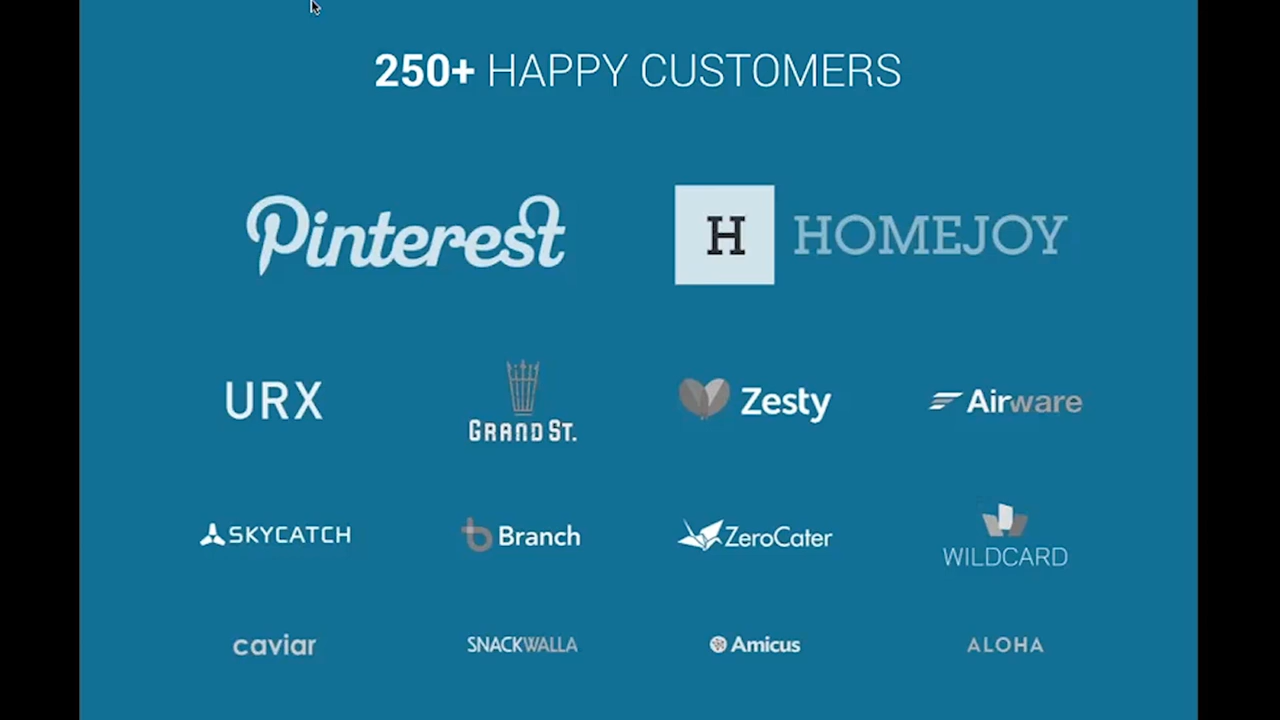 250+ HAPPY CUSTOMERS
Pinterest
H HOMEJOY
URX
GRAND ST.
Zesty
Airware
SKYCATCH
Branch
ZeroCater
WILDCARD
caviar
SNACKWALLA
Amicus
ALOHA